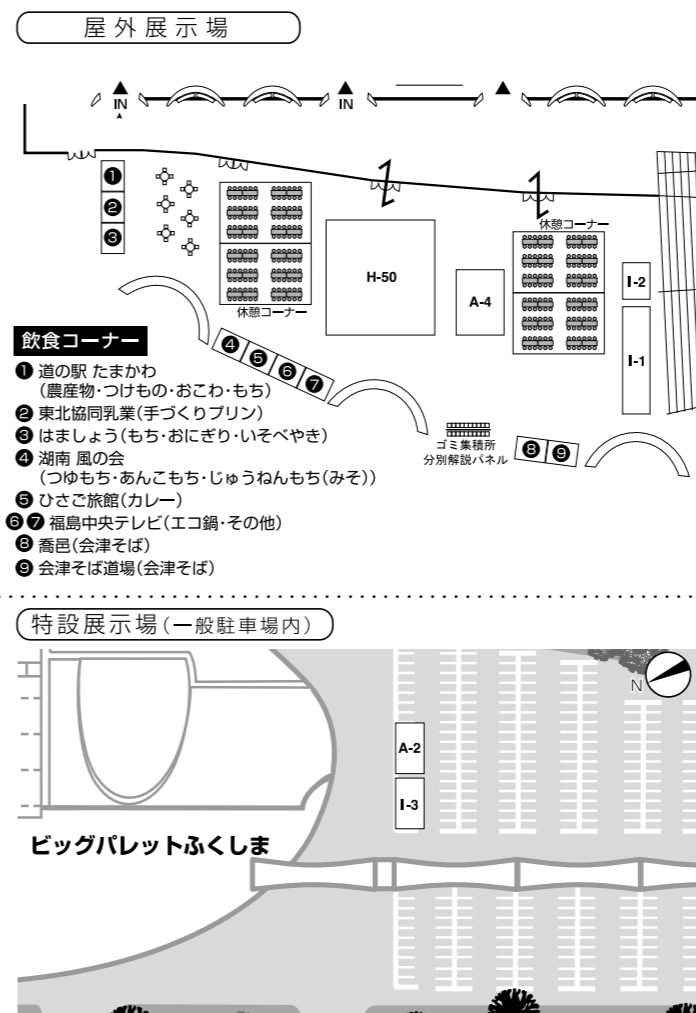 屋外展示場
IN
IN
❶
❷
❸
休憩コーナー
H-50
A-4
休憩コーナー
I-2
I-1
❹
❺
❻
❼
ゴミ集積所
分別解説パネル
❽
❾
飲食コーナー
❶ 道の駅 たまかわ
(農産物・つけもの・おこわ・もち)
❷ 東北協同乳業(手づくりプリン)
❸ はましょう(もち・おにぎり・いそべやき)
❹ 湖南 風の会
(つゆもち・あんこもち・じゅうねんもち(みそ))
❺ ひさご旅館(カレー)
❻❼ 福島中央テレビ(エコ鍋・その他)
❽ 喬邑(会津そば)
❾ 会津そば道場(会津そば)
特設展示場(一般駐車場内)
N
A-2
I-3
ビッグパレットふくしま